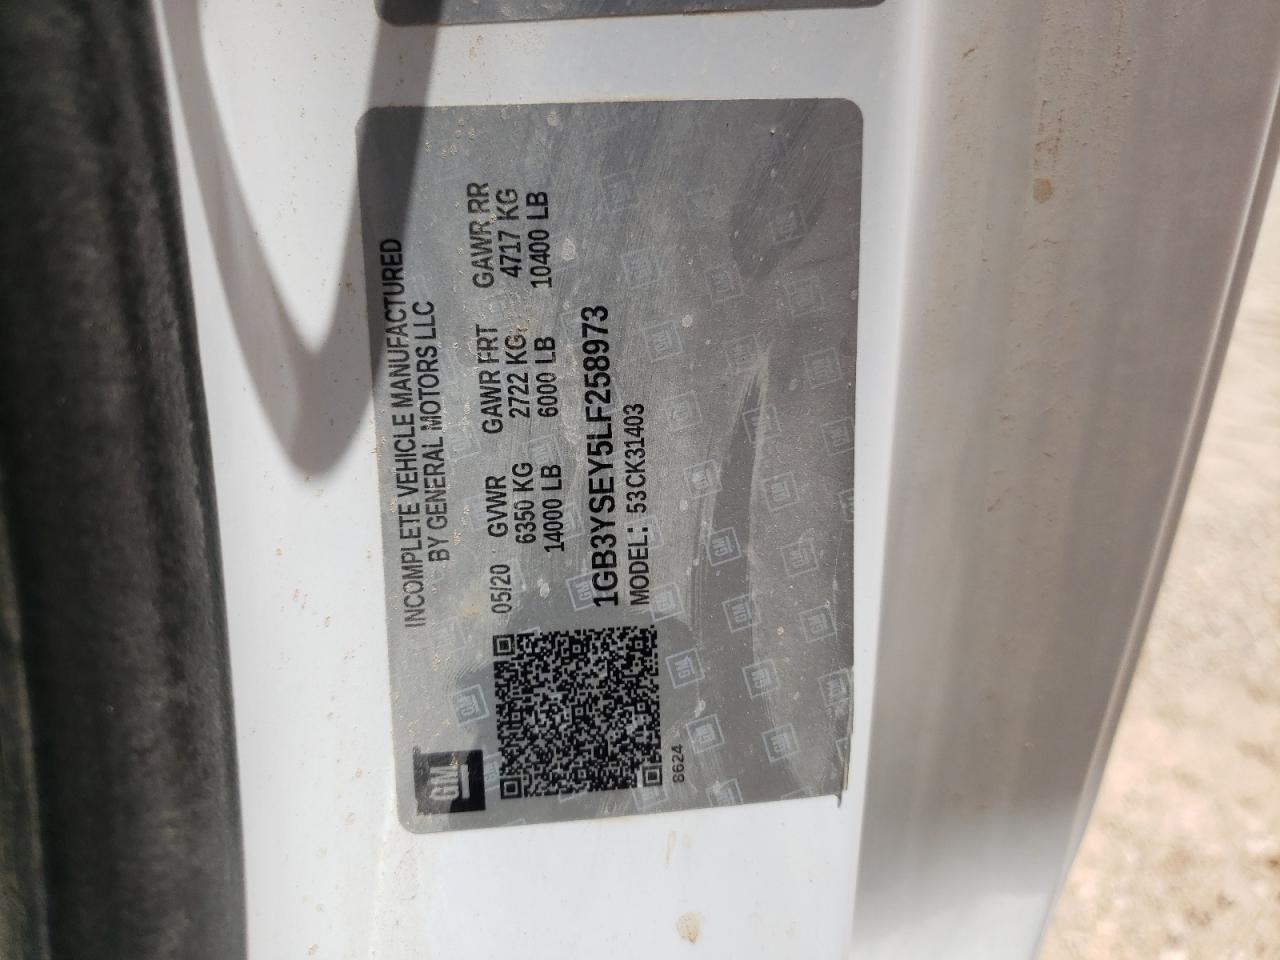 GM
INCOMPLETE VEHICLE MANUFACTURED
BY GENERAL MOTORS LLC
05/20 GVWR GAWR FRT GAWR RR
6350 KG 2722 KG 4717 KG
14000 LB 6000 LB 10400 LB
1GB3YSEY5LF258973
MODEL: 53CK31403
8624